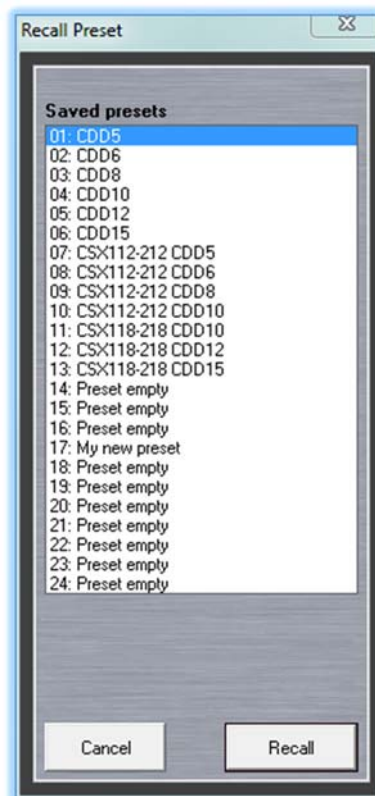 Recall Preset
Saved presets
01: CDD5
02: CDD6
03: CDD8
04: CDD10
05: CDD12
06: CDD15
07: CSX112-212 CDD5
08: CSX112-212 CDD6
09: CSX112-212 CDD8
10: CSX112-212 CDD10
11: CSX118-218 CDD10
12: CSX118-218 CDD12
13: CSX118-218 CDD15
14: Preset empty
15: Preset empty
16: Preset empty
17: My new preset
18: Preset empty
19: Preset empty
20: Preset empty
21: Preset empty
22: Preset empty
23: Preset empty
24: Preset empty
Cancel Recall